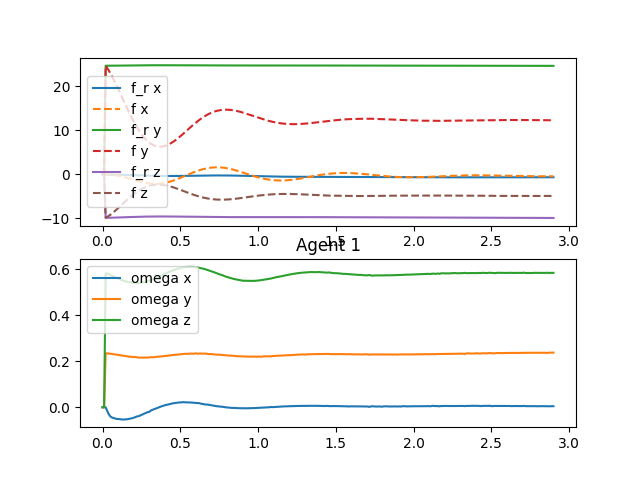 20
10
0
−10
f_r x
f x
f_r y
f y
f_r z
f z
0.0 0.5 1.0 1.5 2.0 2.5 3.0
Agent 1
0.6
0.4
0.2
0.0
omega x
omega y
omega z
0.0 0.5 1.0 1.5 2.0 2.5 3.0